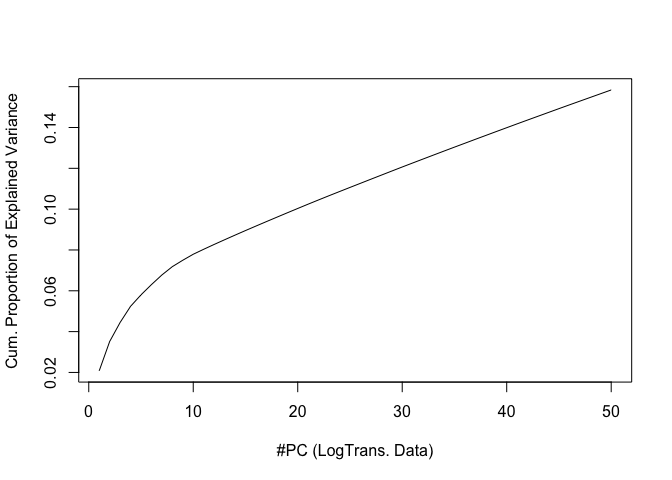 Cum. Proportion of Explained Variance
0.14
0.10
0.06
0.02
0 10 20 30 40 50
#PC (LogTrans. Data)